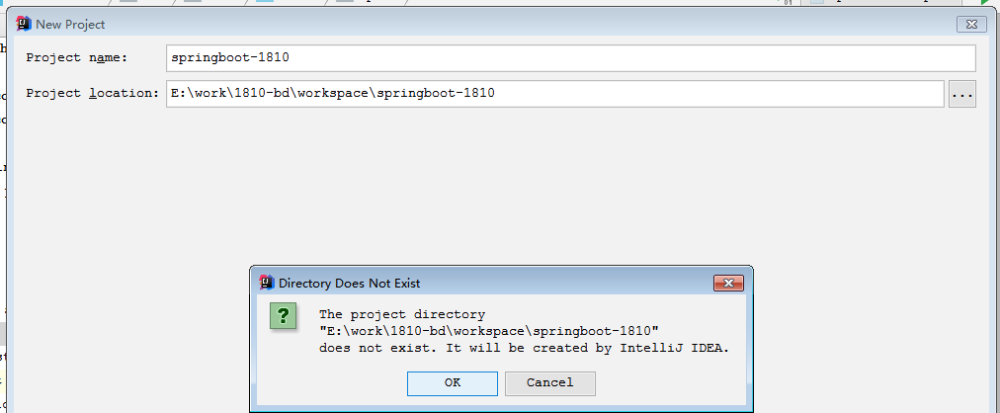 New Project
Project name:
springboot-1810
Project location:
E:\work\1810-bd\workspace\springboot-1810
...
Directory Does Not Exist
The project directory
"E:\work\1810-bd\workspace\springboot-1810"
does not exist. It will be created by IntelliJ IDEA.
OK
Cancel